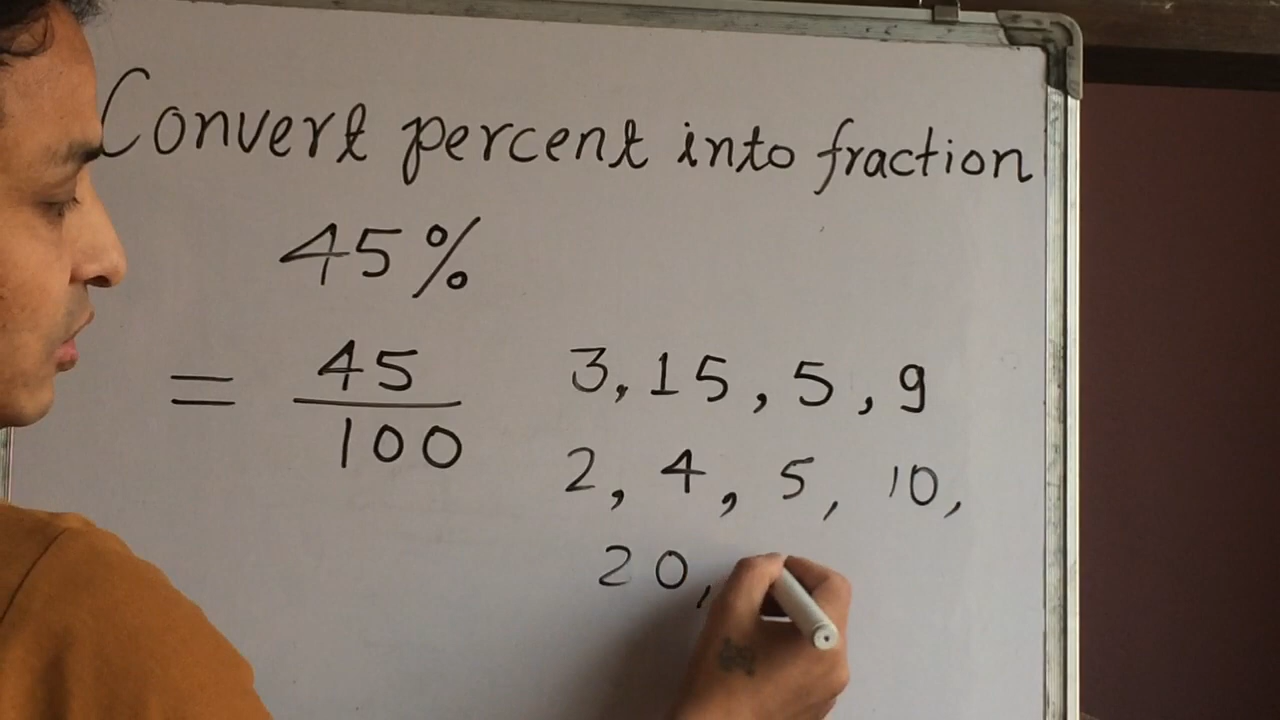 Convert percent into fraction
45%
= 45/100
3, 15, 5, 9
2, 4, 5, 10,
20,